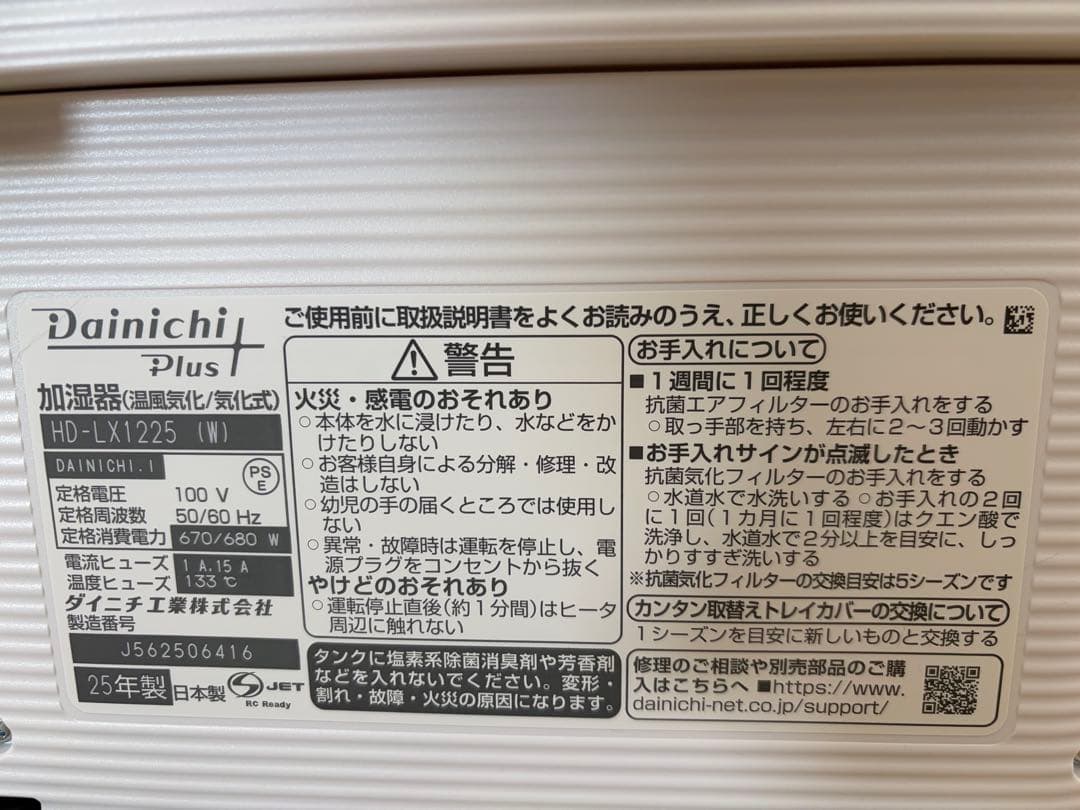 Dainichi Plus
加湿器(温風気化/気化式)
HD-LX1225 (W)
DAINICHI.I
PS E
定格電圧 100 V
定格周波数 50/60 Hz
定格消費電力 670/680 W
電流ヒューズ 1 A.15 A
温度ヒューズ 133 ℃
ダイニチ工業株式会社
製造番号
J562506416
25年製 日本製 S JET
RC Ready
ご使用前に取扱説明書をよくお読みのうえ、正しくお使いください。
警告
火災・感電のおそれあり
○本体を水に浸けたり、水などをか
けたりしない
○お客様自身による分解・修理・改
造はしない
○幼児の手の届くところでは使用し
ない
○異常・故障時は運転を停止し、電
源プラグをコンセントから抜く
やけどのおそれあり
○運転停止直後(約1分間)はヒータ
周辺に触れない
タンクに塩素系除菌消臭剤や芳香剤
などを入れないでください。変形・
割れ・故障・火災の原因になります。
お手入れについて
■1週間に1回程度
抗菌エアフィルターのお手入れをする
○取っ手部を持ち、左右に2〜3回動かす
■お手入れサインが点滅したとき
抗菌気化フィルターのお手入れをする
○水道水で水洗いする ○お手入れの2回
に1回(1カ月に1回程度)はクエン酸で
洗浄し、水道水で2分以上を目安に、しっ
かりすすぎ洗いする
※抗菌気化フィルターの交換目安は5シーズンです
カンタン取替えトレイカバーの交換について
1シーズンを目安に新しいものと交換する
修理のご相談や別売部品のご購
入はこちらへ ■https://www.
dainichi-net.co.jp/support/